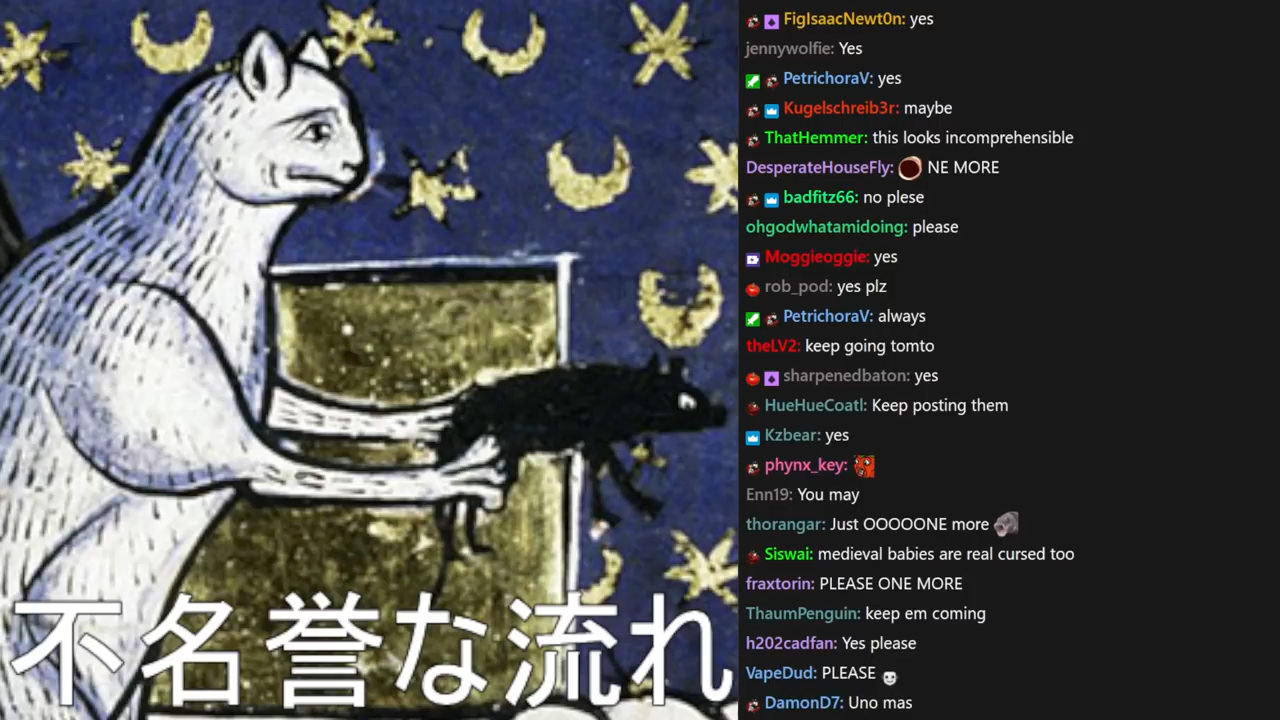 不名誉な流れ
FigIsaacNewt0n: yes
jennywolfie: Yes
PetrichoraV: yes
Kugelschreib3r: maybe
ThatHemmer: this looks incomprehensible
DesperateHouseFly: NE MORE
badfitz66: no plese
ohgodwhatamidoing: please
Moggieoggie: yes
rob_pod: yes plz
PetrichoraV: always
theLV2: keep going tomto
sharpenedbaton: yes
HueHueCoatl: Keep posting them
Kzbear: yes
phynx_key:
Enn19: You may
thorangar: Just OOOOONE more
Siswai: medieval babies are real cursed too
fraxtorin: PLEASE ONE MORE
ThaumPenguin: keep em coming
h202cadfan: Yes please
VapeDud: PLEASE
DamonD7: Uno mas